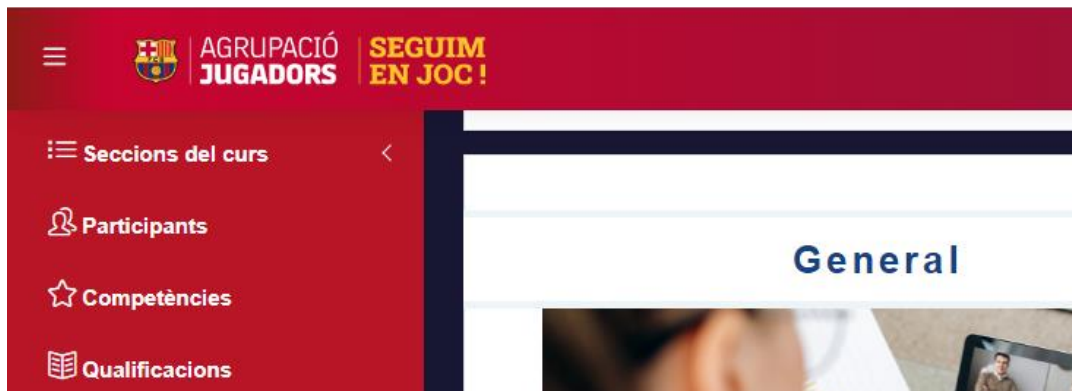 AGRUPACIÓ
JUGADORS
SEGUIM
EN JOC!
Seccions del curs
Participants
Competències
Qualificacions
General